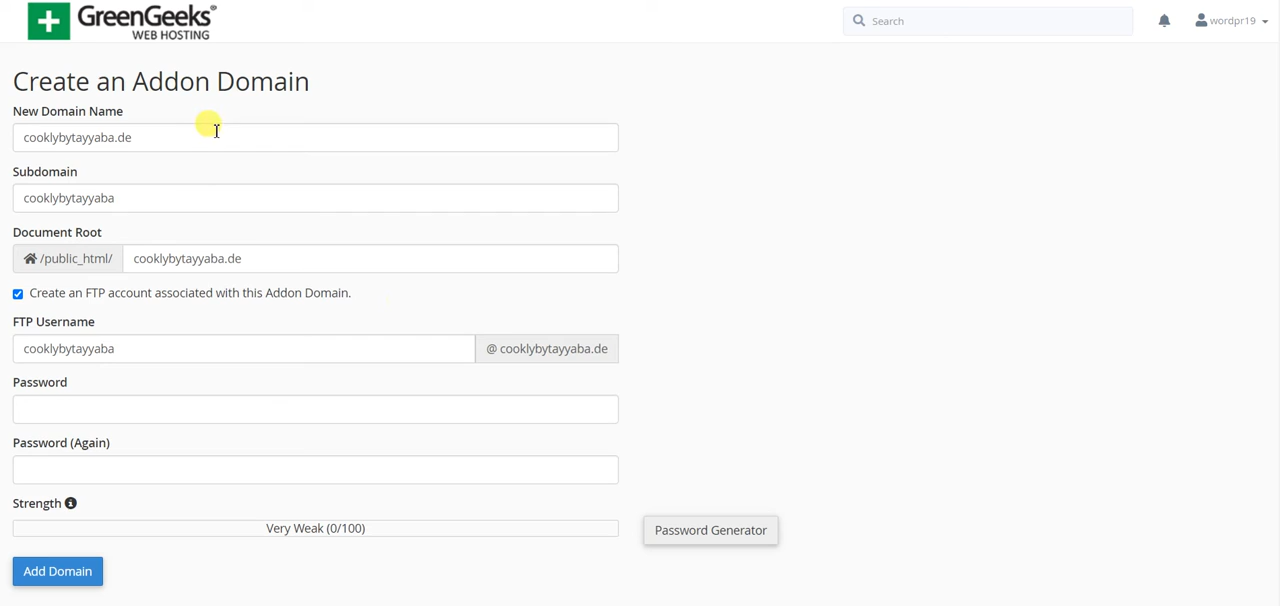 GreenGeeks®
WEB HOSTING
Search
wordpr19
Create an Addon Domain
New Domain Name
cooklybytayyaba.de
Subdomain
cooklybytayyaba
Document Root
/public_html/ cooklybytayyaba.de
Create an FTP account associated with this Addon Domain.
FTP Username
cooklybytayyaba @ cooklybytayyaba.de
Password
Password (Again)
Strength
Very Weak (0/100)
Password Generator
Add Domain